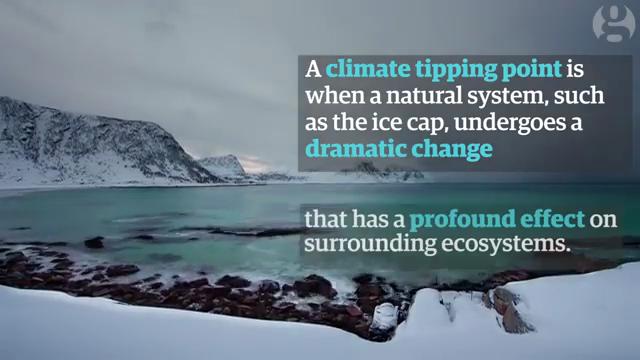 A climate tipping point is
when a natural system, such
as the ice cap, undergoes a
dramatic change
that has a profound effect on
surrounding ecosystems.